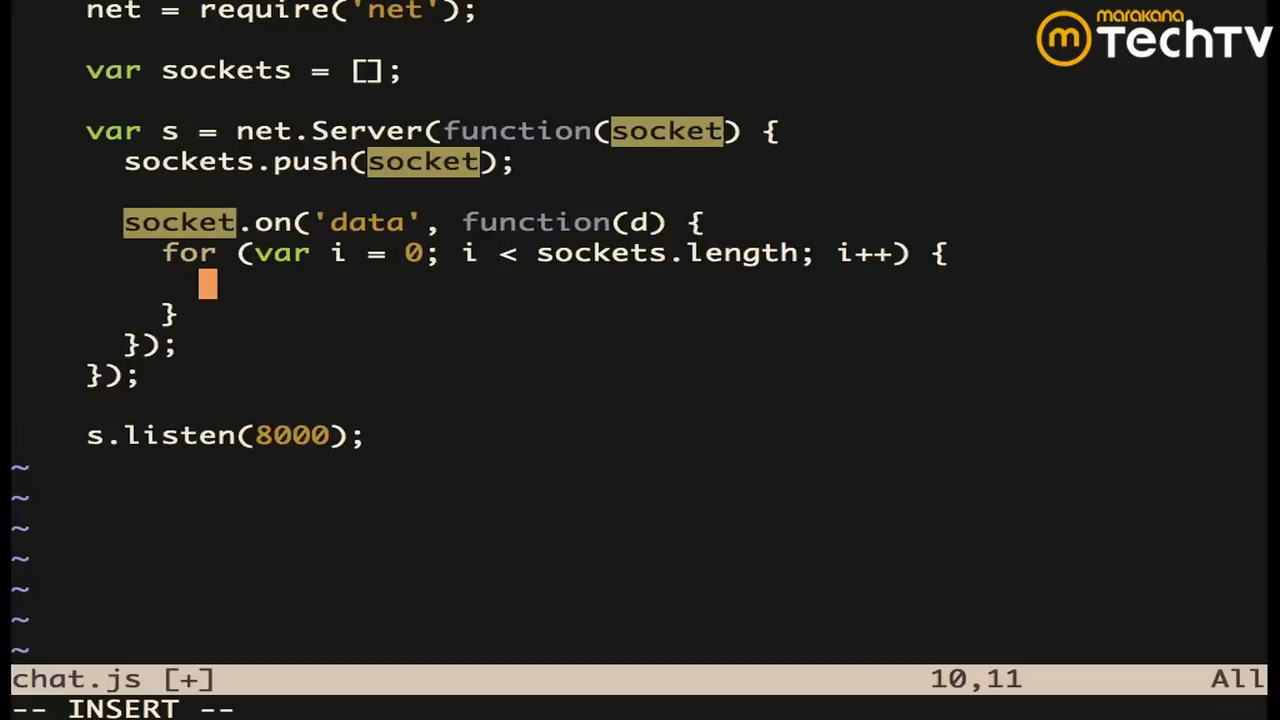 net = require('net');
marakana
m TechTV
var sockets = [];
var s = net.Server(function(socket) {
sockets.push(socket);
socket.on('data', function(d) {
for (var i = 0; i < sockets.length; i++) {
}
});
});
s.listen(8000);
~
~
~
~
~
~
~
chat.js [+] 10,11 All
-- INSERT --